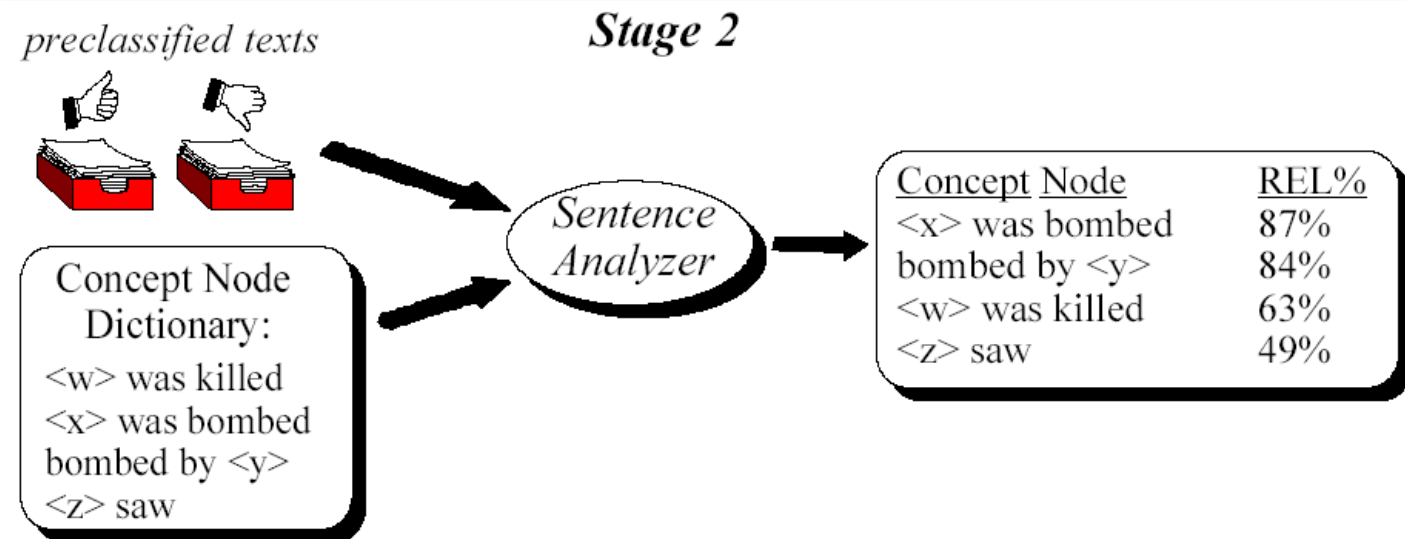 preclassified texts
Stage 2
Concept Node
Dictionary:
<w> was killed
<x> was bombed
bombed by <y>
<z> saw
Sentence
Analyzer
Concept Node REL%
<x> was bombed 87%
bombed by <y> 84%
<w> was killed 63%
<z> saw 49%